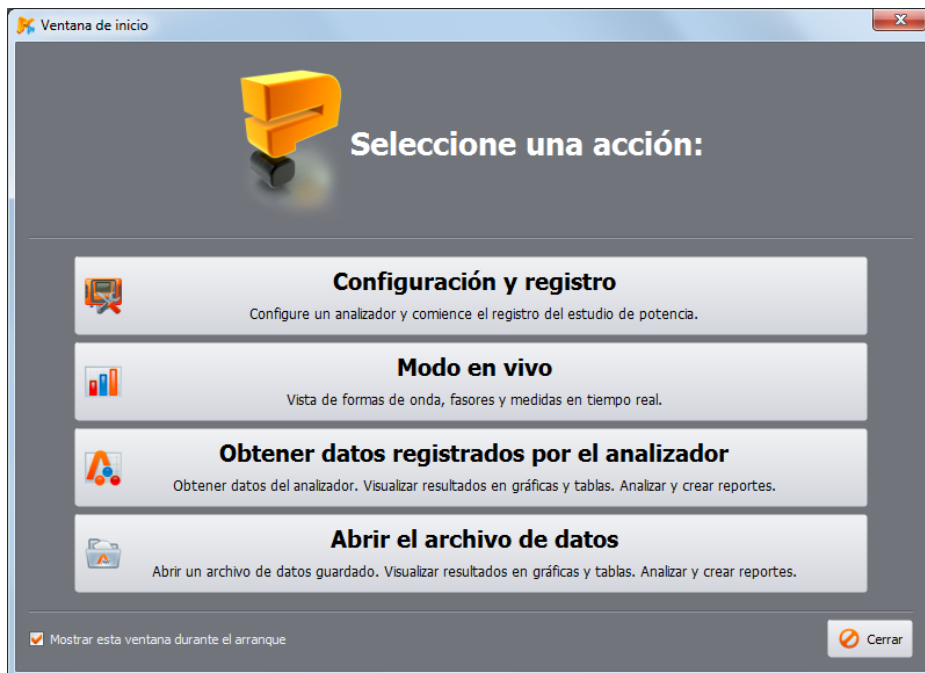 Ventana de inicio
Seleccione una acción:
Configuración y registro
Configure un analizador y comience el registro del estudio de potencia.
Modo en vivo
Vista de formas de onda, fasores y medidas en tiempo real.
Obtener datos registrados por el analizador
Obtener datos del analizador. Visualizar resultados en gráficas y tablas. Analizar y crear reportes.
Abrir el archivo de datos
Abrir un archivo de datos guardado. Visualizar resultados en gráficas y tablas. Analizar y crear reportes.
Mostrar esta ventana durante el arranque
Cerrar